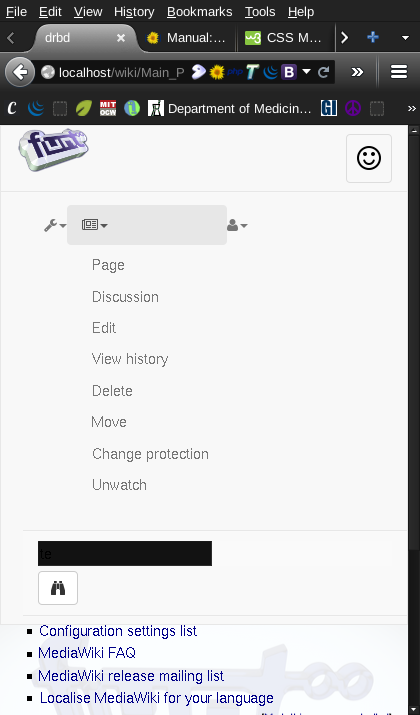 File Edit View History Bookmarks Tools Help
drbd Manual:... CSS M...
localhost/wiki/Main_P php
MIT OCW Department of Medicin...
funtoo
Page
Discussion
Edit
View history
Delete
Move
Change protection
Unwatch
te
Configuration settings list
MediaWiki FAQ
MediaWiki release mailing list
Localise MediaWiki for your language